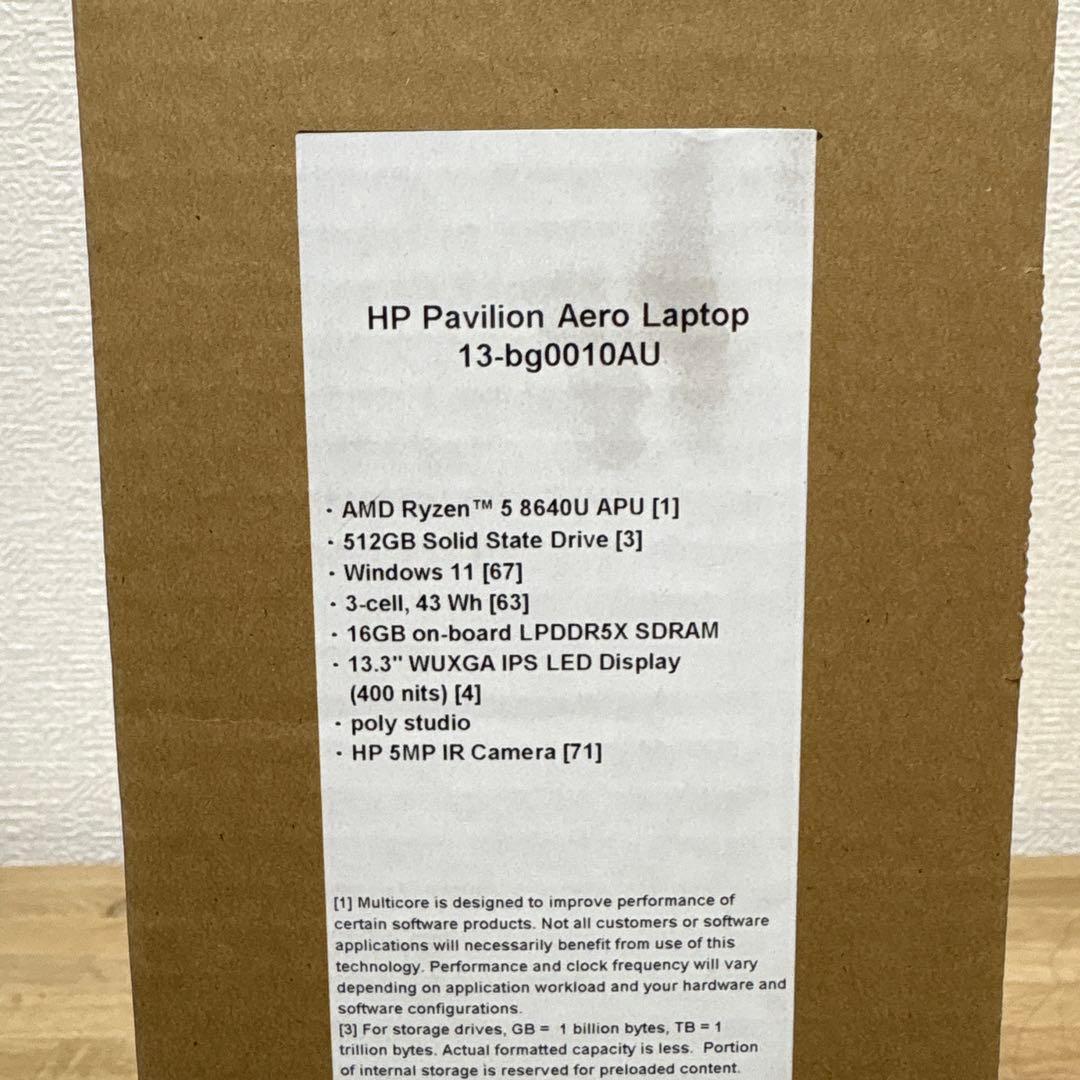 HP Pavilion Aero Laptop
13-bg0010AU
· AMD Ryzen™ 5 8640U APU [1]
· 512GB Solid State Drive [3]
· Windows 11 [67]
· 3-cell, 43 Wh [63]
· 16GB on-board LPDDR5X SDRAM
· 13.3" WUXGA IPS LED Display
(400 nits) [4]
· poly studio
· HP 5MP IR Camera [71]
[1] Multicore is designed to improve performance of
certain software products. Not all customers or software
applications will necessarily benefit from use of this
technology. Performance and clock frequency will vary
depending on application workload and your hardware and
software configurations.
[3] For storage drives, GB = 1 billion bytes, TB = 1
trillion bytes. Actual formatted capacity is less. Portion
of internal storage is reserved for preloaded content.